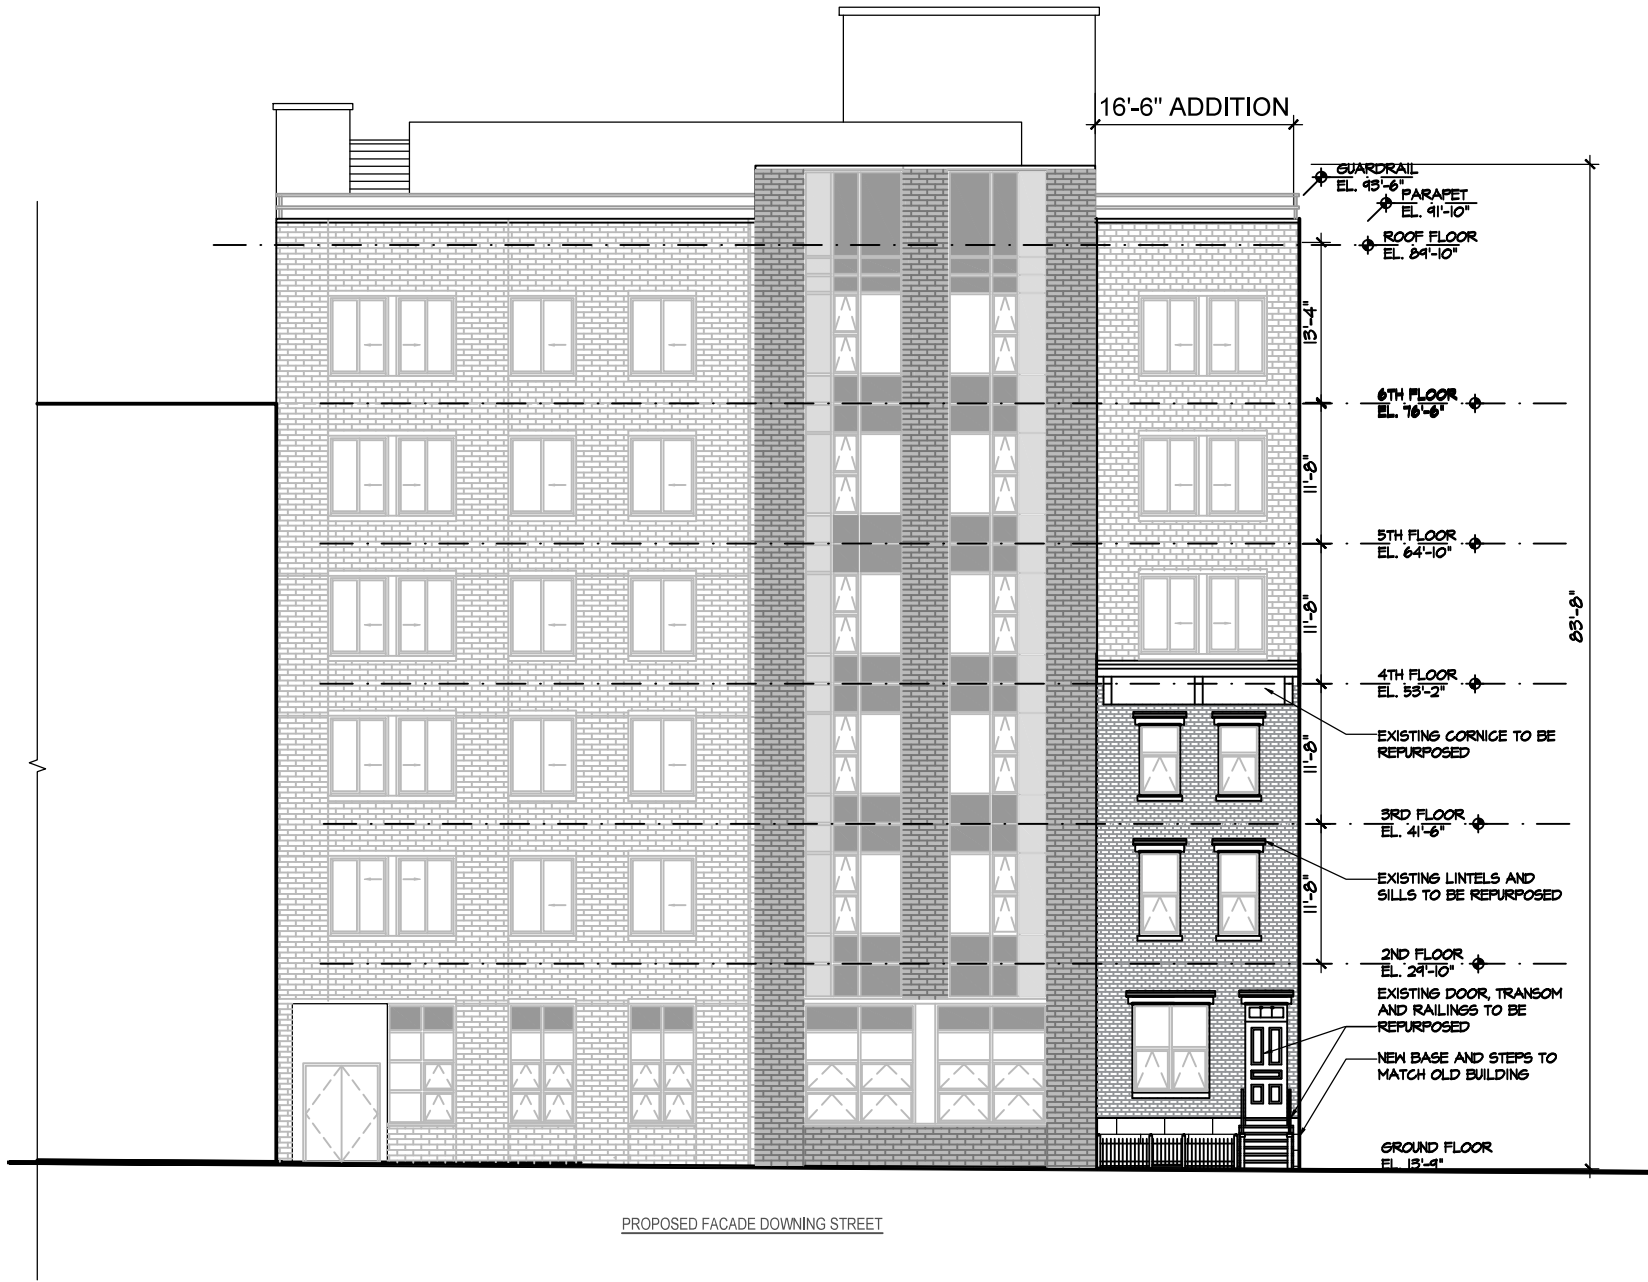 16'-6" ADDITION
GUARDRAIL
EL. 93'-6"
PARAPET
EL. 91'-10"
ROOF FLOOR
EL. 89'-10"
13'-4"
6TH FLOOR
EL. 76'-6"
11'-8"
5TH FLOOR
EL. 64'-10"
11'-8"
83'-8"
4TH FLOOR
EL. 53'-2"
EXISTING CORNICE TO BE
REPURPOSED
11'-8"
3RD FLOOR
EL. 41'-6"
EXISTING LINTELS AND
SILLS TO BE REPURPOSED
11'-8"
2ND FLOOR
EL. 29'-10"
EXISTING DOOR, TRANSOM
AND RAILINGS TO BE
REPURPOSED
NEW BASE AND STEPS TO
MATCH OLD BUILDING
GROUND FLOOR
EL. 13'-9"
PROPOSED FACADE DOWNING STREET